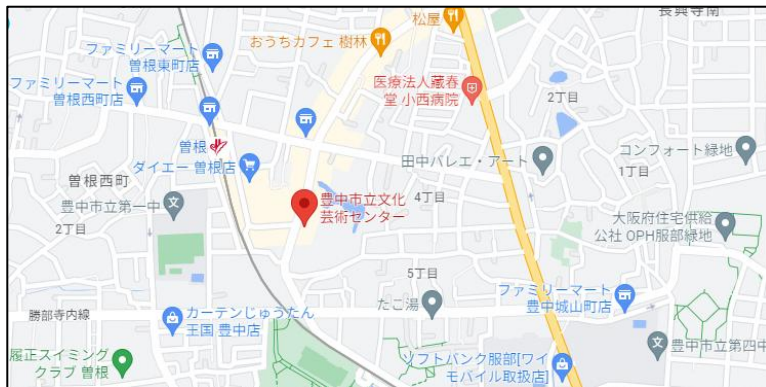 松屋
長興寺南
おうちカフェ 樹林
ファミリーマート
曽根東町店
ファミリーマート
曽根西町店
医療法人蔵春
堂 小西病院
2丁目
曽根
ダイエー 曽根店
田中バレエ・アート
コンフォート緑地
1丁目
曽根西町
豊中市立第一中
2丁目
豊中市立文化
芸術センター
4丁目
大阪府住宅供給
公社 OPH服部緑地
5丁目
ファミリーマート
豊中城山町店
勝部寺内線
カーテンじゅうたん
王国 豊中店
たこ湯
豊中市立第四中
履正スイミング
クラブ 曽根
ソフトバンク服部[ワイ
モバイル取扱店]